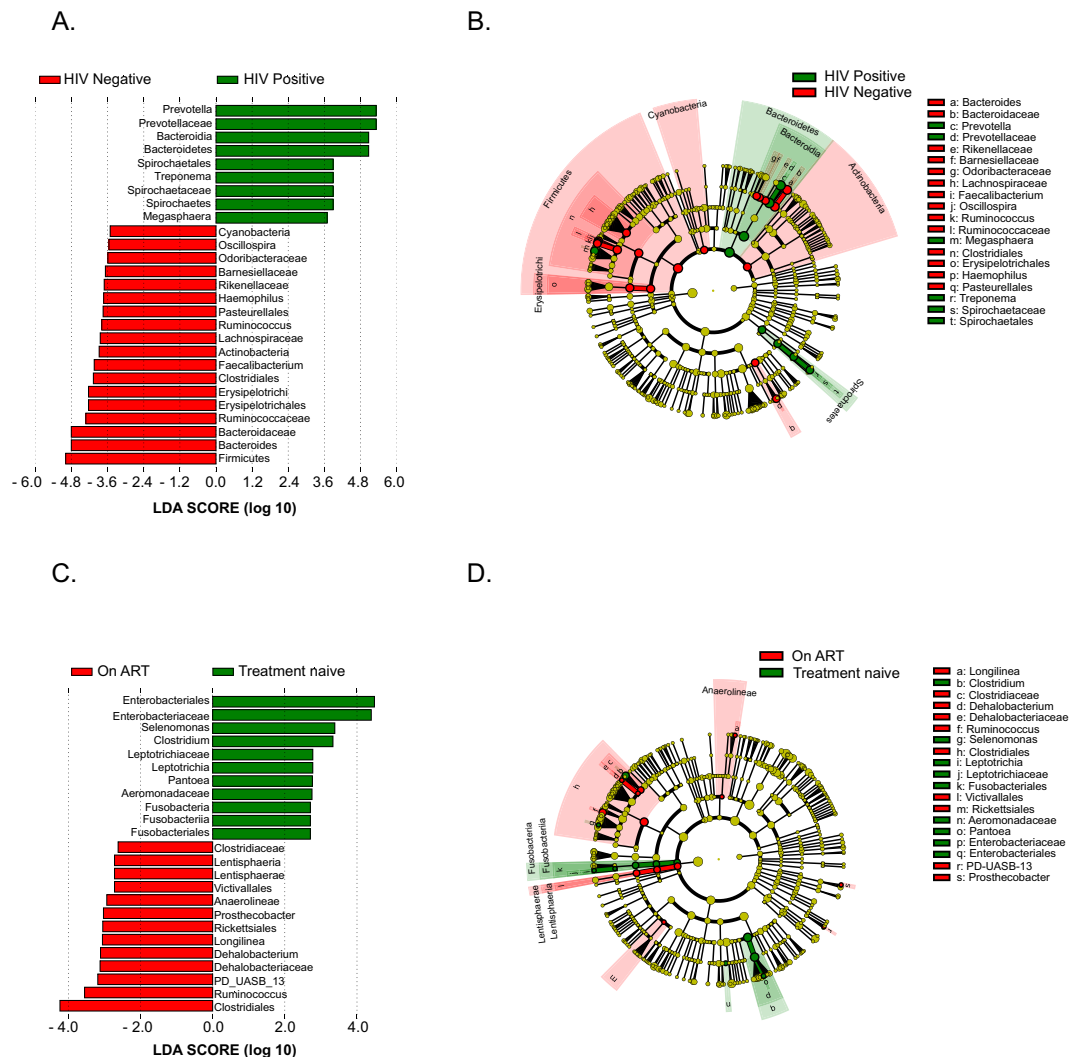 A.
HIV Negative
HIV Positive
Prevotella
Prevotellaceae
Bacteroidia
Bacteroidetes
Spirochaetales
Treponema
Spirochaetaceae
Spirochaetes
Megasphaera
Cyanobacteria
Oscillospira
Odoribacteraceae
Barnesiellaceae
Rikenellaceae
Haemophilus
Pasteurellales
Ruminococcus
Lachnospiraceae
Actinobacteria
Faecalibacterium
Clostridiales
Erysipelotrichi
Erysipelotrichales
Ruminococcaceae
Bacteroidaceae
Bacteroides
Firmicutes
- 6.0 - 4.8 - 3.6 - 2.4 - 1.2 0.0 1.2 2.4 3.6 4.8 6.0
LDA SCORE (log 10)
B.
HIV Positive
HIV Negative
Cyanobacteria
Bacteroidetes
Bacteroidia
Actinobacteria
Firmicutes
Erysipelotrichi
Spirochaetes
n
h
o
q
a: Bacteroides
b: Bacteroidaceae
c: Prevotella
d: Prevotellaceae
e: Rikenellaceae
f: Barnesiellaceae
g: Odoribacteraceae
h: Lachnospiraceae
i: Faecalibacterium
j: Oscillospira
k: Ruminococcus
l: Ruminococcaceae
m: Megasphaera
n: Clostridiales
o: Erysipelotrichales
p: Haemophilus
q: Pasteurellales
r: Treponema
s: Spirochaetaceae
t: Spirochaetales
C.
On ART
Treatment naive
Enterobacteriales
Enterobacteriaceae
Selenomonas
Clostridium
Leptotrichiaceae
Leptotrichia
Pantoea
Aeromonadaceae
Fusobacteria
Fusobacteriia
Fusobacteriales
Clostridiaceae
Lentisphaeria
Lentisphaerae
Victivallales
Anaerolineae
Prosthecobacter
Rickettsiales
Longilinea
Dehalobacterium
Dehalobacteriaceae
PD_UASB_13
Ruminococcus
Clostridiales
- 4.0 - 2.0 0.0 2.0 4.0
LDA SCORE (log 10)
D.
On ART
Treatment naive
Anaerolineae
Fusobacteria
Fusobacteriia
Lentisphaerae
Lentisphaeria
h
k
l
m
n
a: Longilinea
b: Clostridium
c: Clostridiaceae
d: Dehalobacterium
e: Dehalobacteriaceae
f: Ruminococcus
g: Selenomonas
h: Clostridiales
i: Leptotrichia
j: Leptotrichiaceae
k: Fusobacteriales
l: Victivallales
m: Rickettsiales
n: Aeromonadaceae
o: Pantoea
p: Enterobacteriaceae
q: Enterobacteriales
r: PD-UASB-13
s: Prosthecobacter